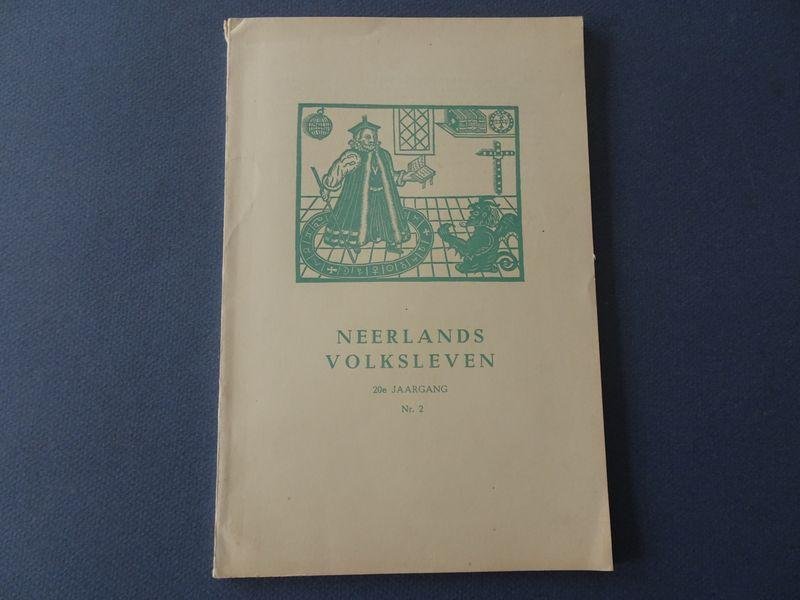 NEERLANDS
VOLKSLEVEN
20e JAARGANG
Nr. 2